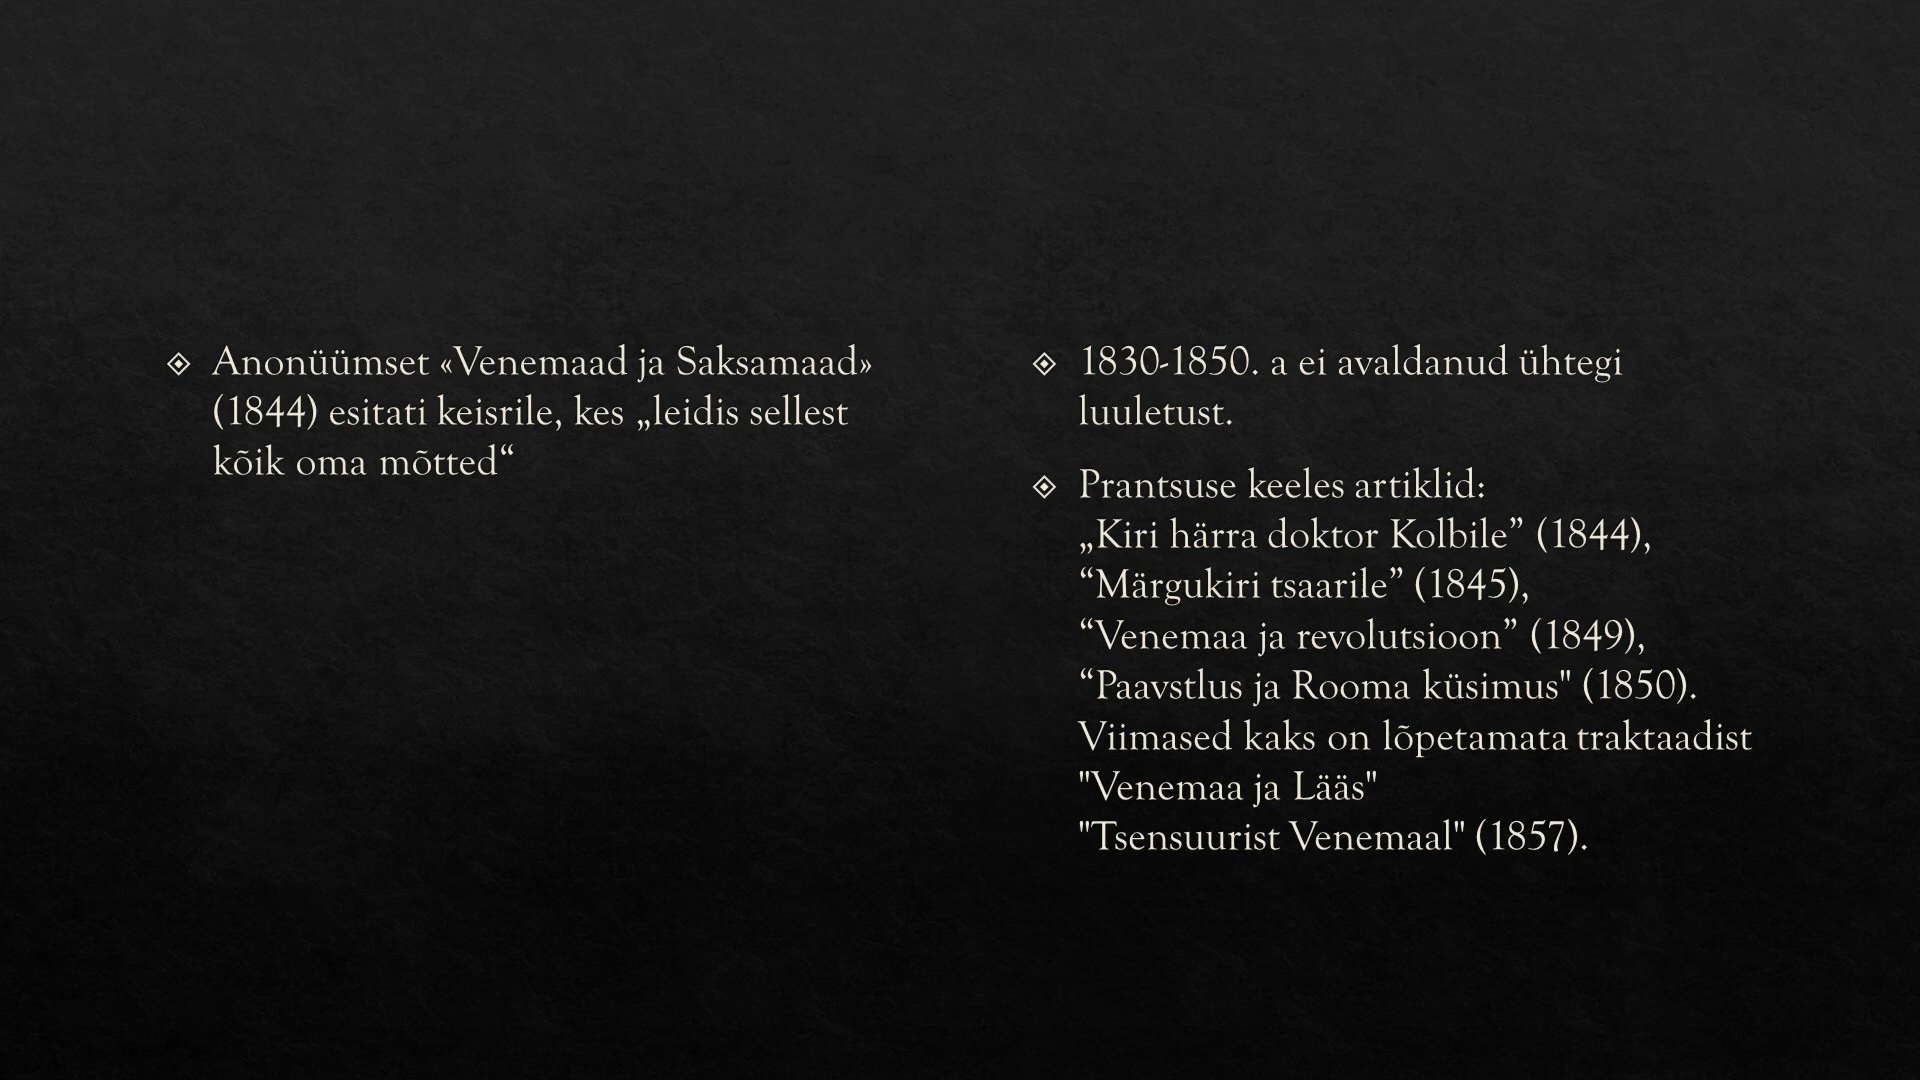 Anonüümset «Venemaad ja Saksamaad»
(1844) esitati keisrile, kes „leidis sellest
kõik oma mõtted“
1830-1850. a ei avaldanud ühtegi
luuletust.
Prantsuse keeles artiklid:
„Kiri härra doktor Kolbile” (1844),
“Märgukiri tsaarile” (1845),
“Venemaa ja revolutsioon” (1849),
“Paavstlus ja Rooma küsimus" (1850).
Viimased kaks on lõpetamata traktaadist
"Venemaa ja Lääs"
"Tsensuurist Venemaal" (1857).